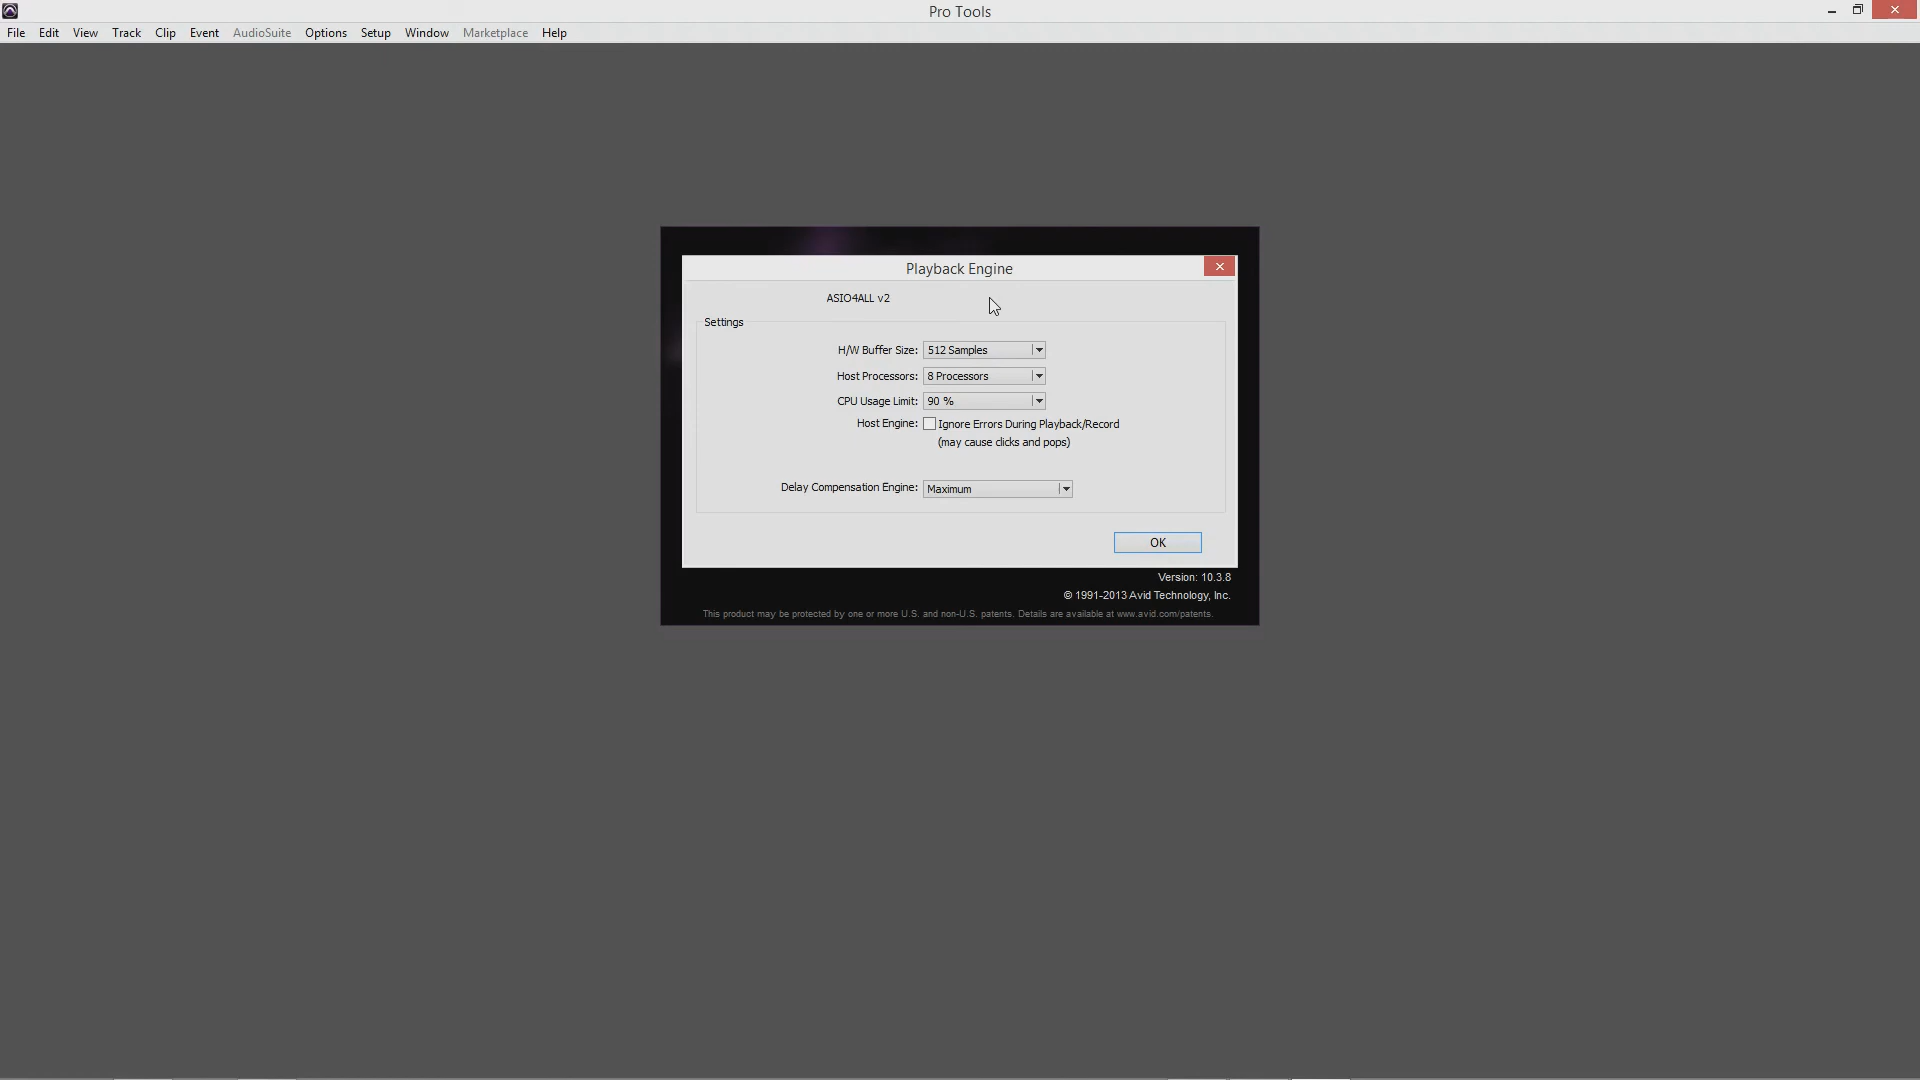 Pro Tools
File Edit View Track Clip Event AudioSuite Options Setup Window Marketplace Help
Playback Engine
ASIO4ALL v2
Settings
H/W Buffer Size: 512 Samples
Host Processors: 8 Processors
CPU Usage Limit: 90 %
Host Engine: Ignore Errors During Playback/Record
(may cause clicks and pops)
Delay Compensation Engine: Maximum
OK
Version: 10.3.8
© 1991-2013 Avid Technology, Inc.
This product may be protected by one or more U.S. and non-U.S. patents. Details are available at www.avid.com/patents.